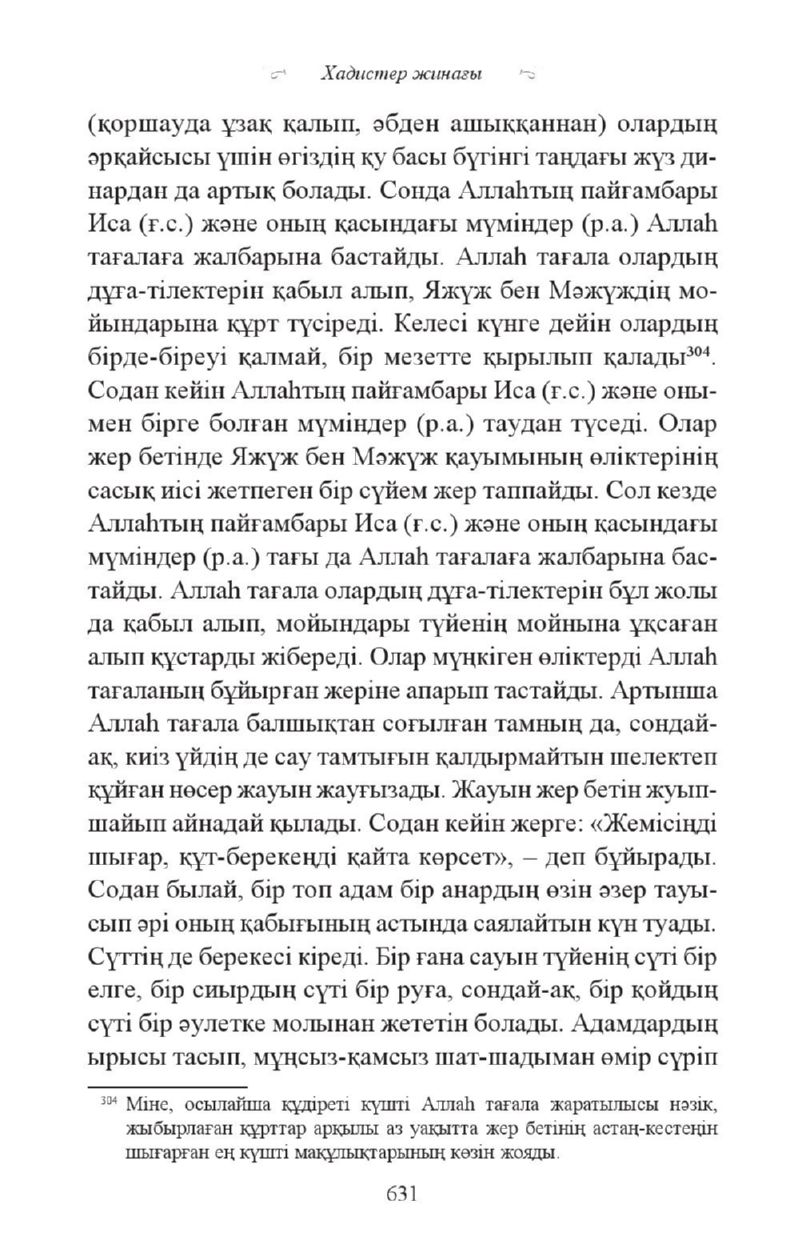 Хадистер жинағы
(қоршауда ұзақ қалып, әбден ашыққаннан) олардың
әрқайсысы үшін өгіздің қу басы бүгінгі таңдағы жүз ди-
нардан да артық болады. Сонда Аллаһтың пайғамбары
Иса (ғ.с.) және оның қасындағы мүміндер (р.а.) Аллаһ
тағалаға жалбарына бастайды. Аллаһ тағала олардың
дұға-тілектерін қабыл алып, Яжүж бен Мәжүждің мо-
йындарына құрт түсіреді. Келесі күнге дейін олардың
бірде-біреуі қалмай, бір мезетте қырылып қалады³⁰⁴.
Содан кейін Аллаһтың пайғамбары Иса (ғ.с.) және оны-
мен бірге болған мүміндер (р.а.) таудан түседі. Олар
жер бетінде Яжүж бен Мәжүж қауымының өліктерінің
сасық иісі жетпеген бір сүйем жер таппайды. Сол кезде
Аллаһтың пайғамбары Иса (ғ.с.) және оның қасындағы
мүміндер (р.а.) тағы да Аллаһ тағалаға жалбарына бас-
тайды. Аллаһ тағала олардың дұға-тілектерін бұл жолы
да қабыл алып, мойындары түйенің мойнына ұқсаған
алып құстарды жібереді. Олар мүңкіген өліктерді Аллаһ
тағаланың бұйырған жеріне апарып тастайды. Артынша
Аллаһ тағала балшықтан соғылған тамның да, сондай-
ақ, киіз үйдің де сау тамтығын қалдырмайтын шелектеп
құйған нөсер жауын жауғызады. Жауын жер бетін жуып-
шайып айнадай қылады. Содан кейін жерге: «Жемісіңді
шығар, құт-берекеңді қайта көрсет», – деп бұйырады.
Содан былай, бір топ адам бір анардың өзін әзер тауы-
сып әрі оның қабығының астында саялайтын күн туады.
Сүттің де берекесі кіреді. Бір ғана сауын түйенің сүті бір
елге, бір сиырдың сүті бір руға, сондай-ақ, бір қойдың
сүті бір әулетке молынан жететін болады. Адамдардың
ырысы тасып, мұңсыз-қамсыз шат-шадыман өмір сүріп
³⁰⁴ Міне, осылайша құдіреті күшті Аллаһ тағала жаратылысы нәзік,
жыбырлаған құрттар арқылы аз уақытта жер бетінің астаң-кестеңін
шығарған ең күшті мақұлықтарының көзін жояды.
631